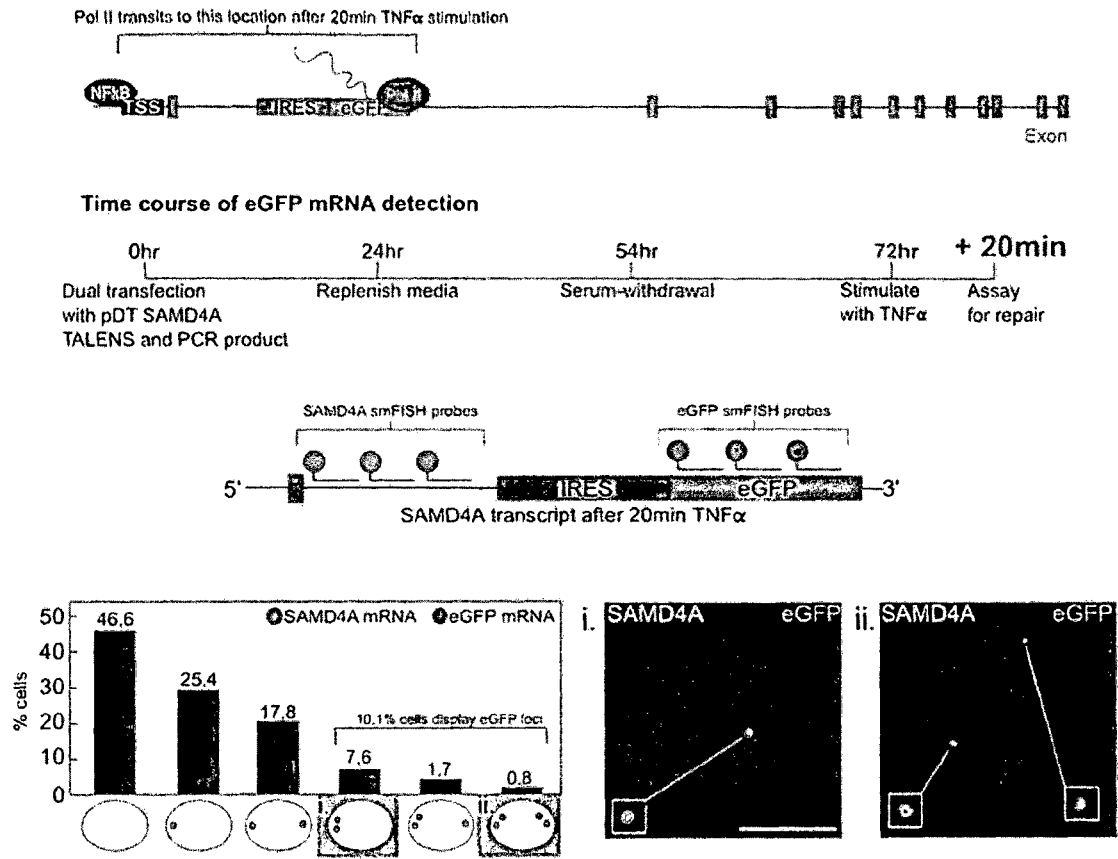 Pol II transits to this location after 20min TNFα stimulation
NFkB
TSS
IRES
eGFP
Exon
Time course of eGFP mRNA detection
0hr
24hr
54hr
72hr
+ 20min
Dual transfection
with pDT SAMD4A
TALENS and PCR product
Replenish media
Serum-withdrawal
Stimulate
with TNFα
Assay
for repair
SAMD4A smFISH probes
eGFP smFISH probes
5'
IRES
eGFP
3'
SAMD4A transcript after 20min TNFα
% cells
50
40
30
20
10
0
46,6
25,4
17,8
7,6
1,7
0,8
SAMD4A mRNA
eGFP mRNA
10,1% cells display eGFP foci
i
ii
i.
SAMD4A
eGFP
ii.
SAMD4A
eGFP